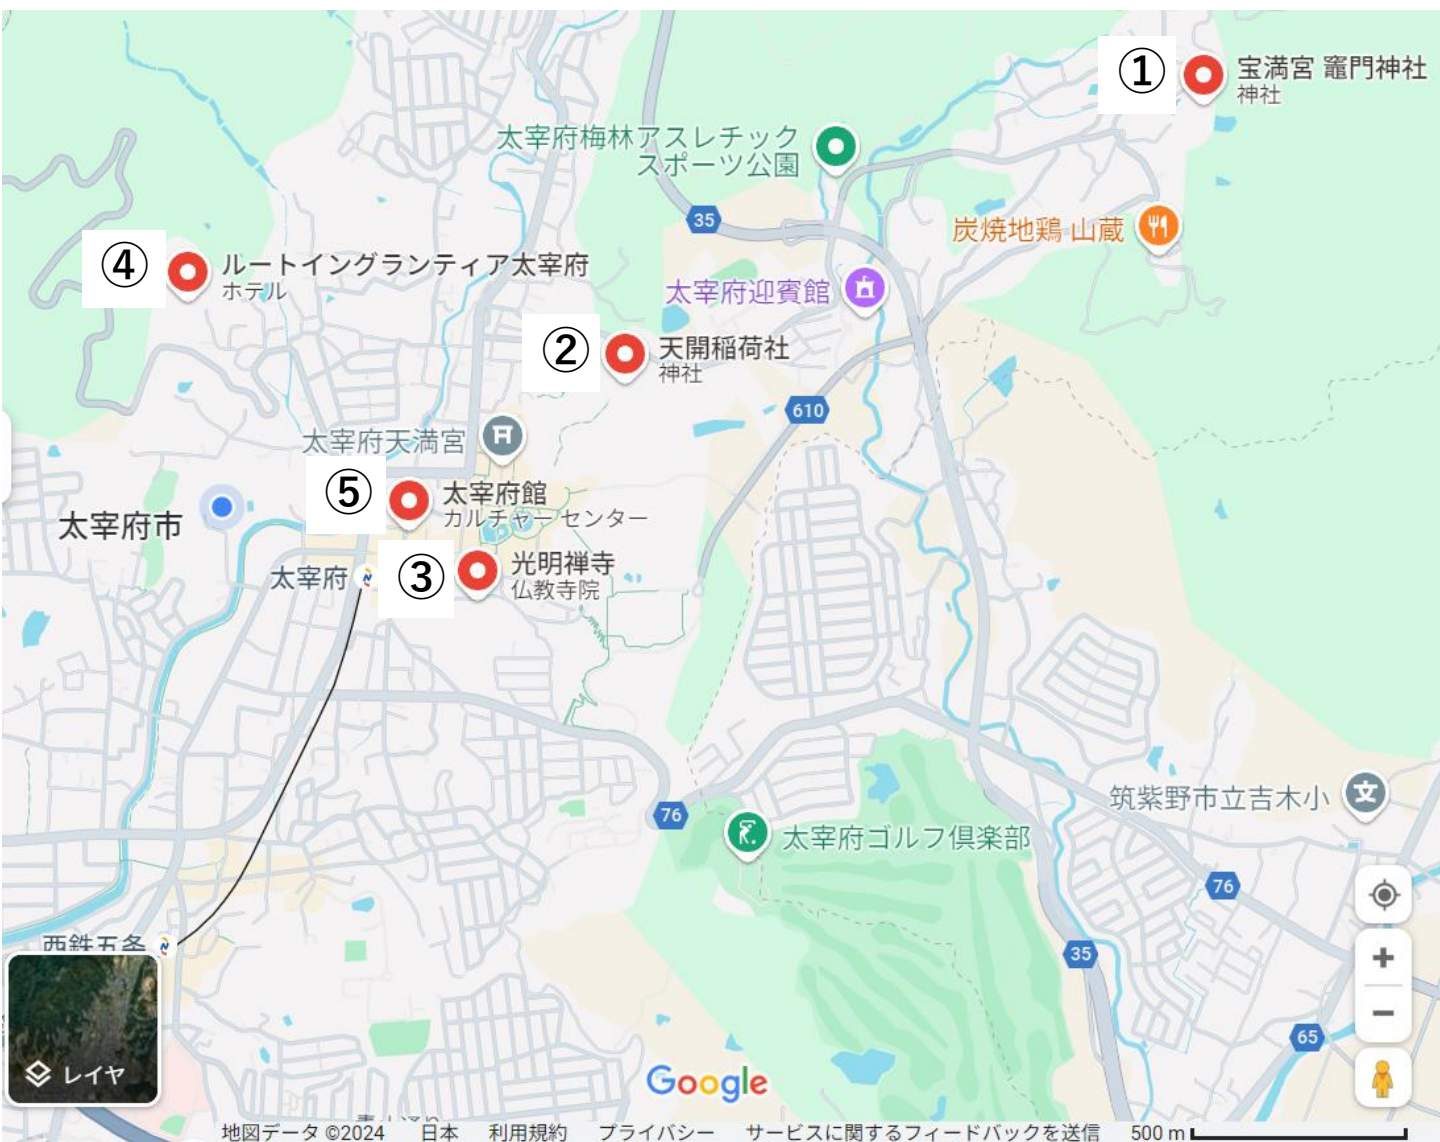 ①
宝満宮 竈門神社
神社
太宰府梅林アスレチック
スポーツ公園
35
炭焼地鶏 山蔵
④
ルートイングランティア太宰府
ホテル
太宰府迎賓館
②
天開稲荷社
神社
610
太宰府天満宮
⑤
太宰府館
カルチャー センター
太宰府市
太宰府
③
光明禅寺
仏教寺院
76
太宰府ゴルフ倶楽部
筑紫野市立吉木小
文
76
西鉄五条
35
65
レイヤ
Google
地図データ ©2024 日本 利用規約 プライバシー サービスに関するフィードバックを送信 500 m